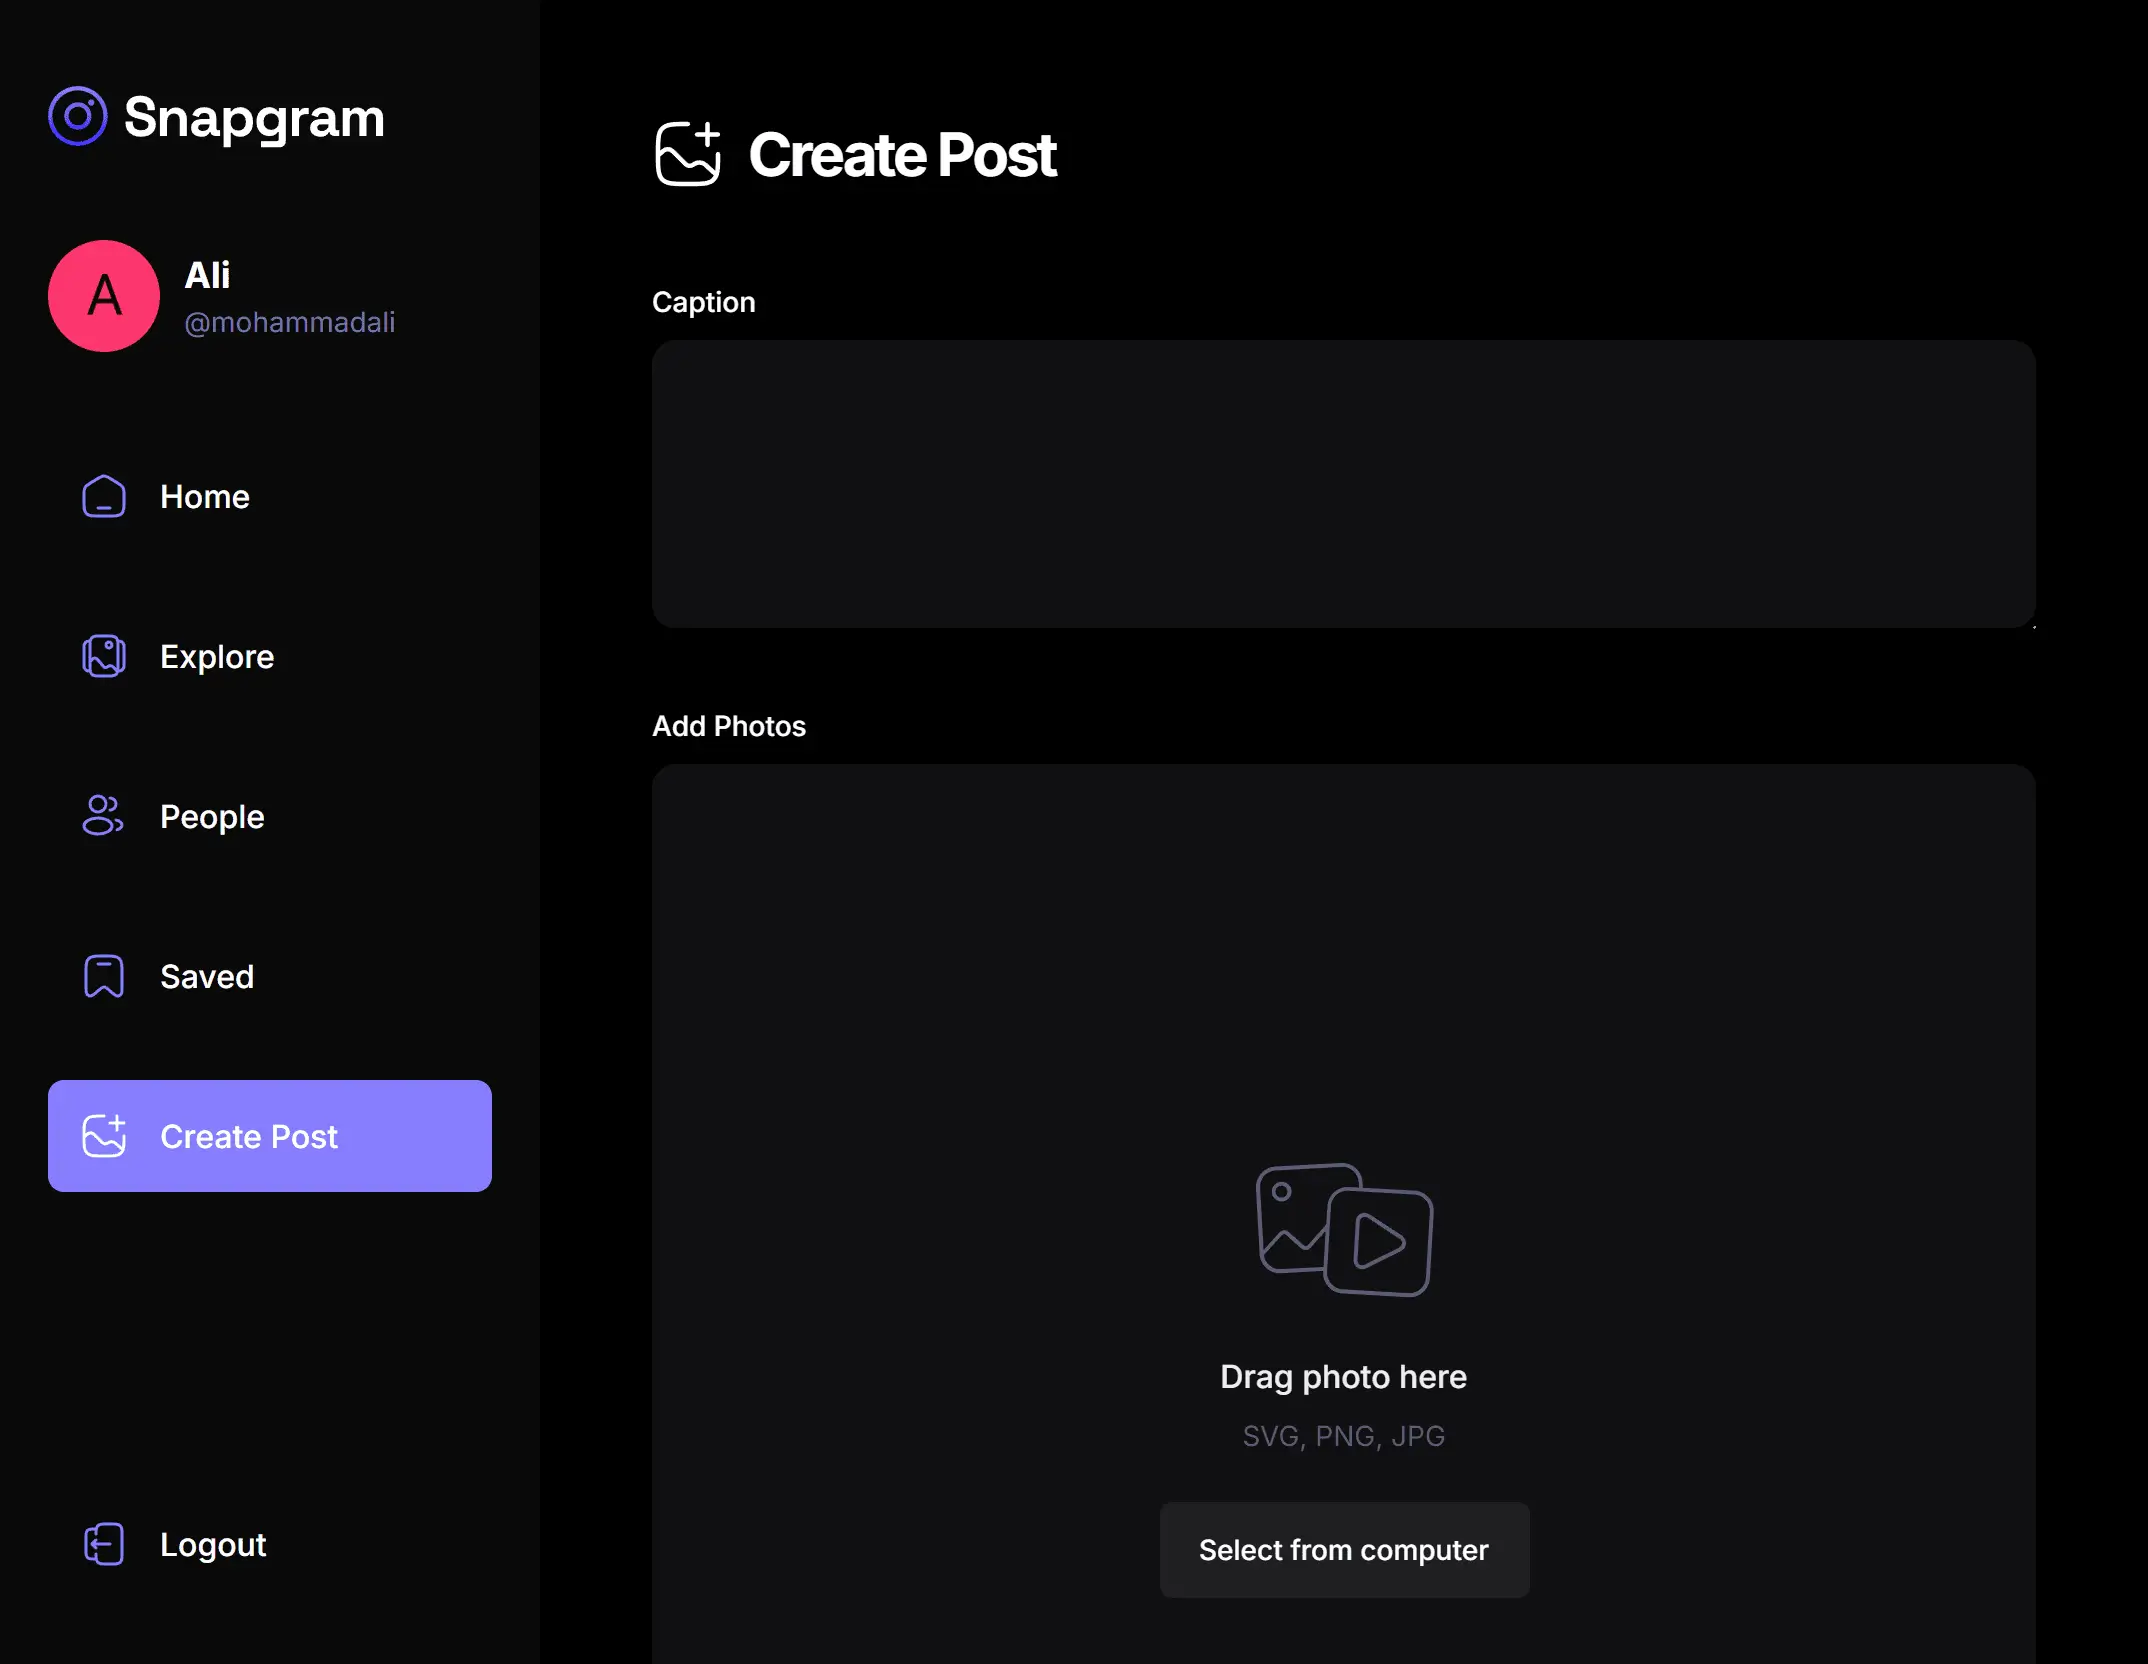 Snapgram
A
Ali
@mohammadali
Home
Explore
People
Saved
Create Post
Logout
Create Post
Caption
Add Photos
Drag photo here
SVG, PNG, JPG
Select from computer